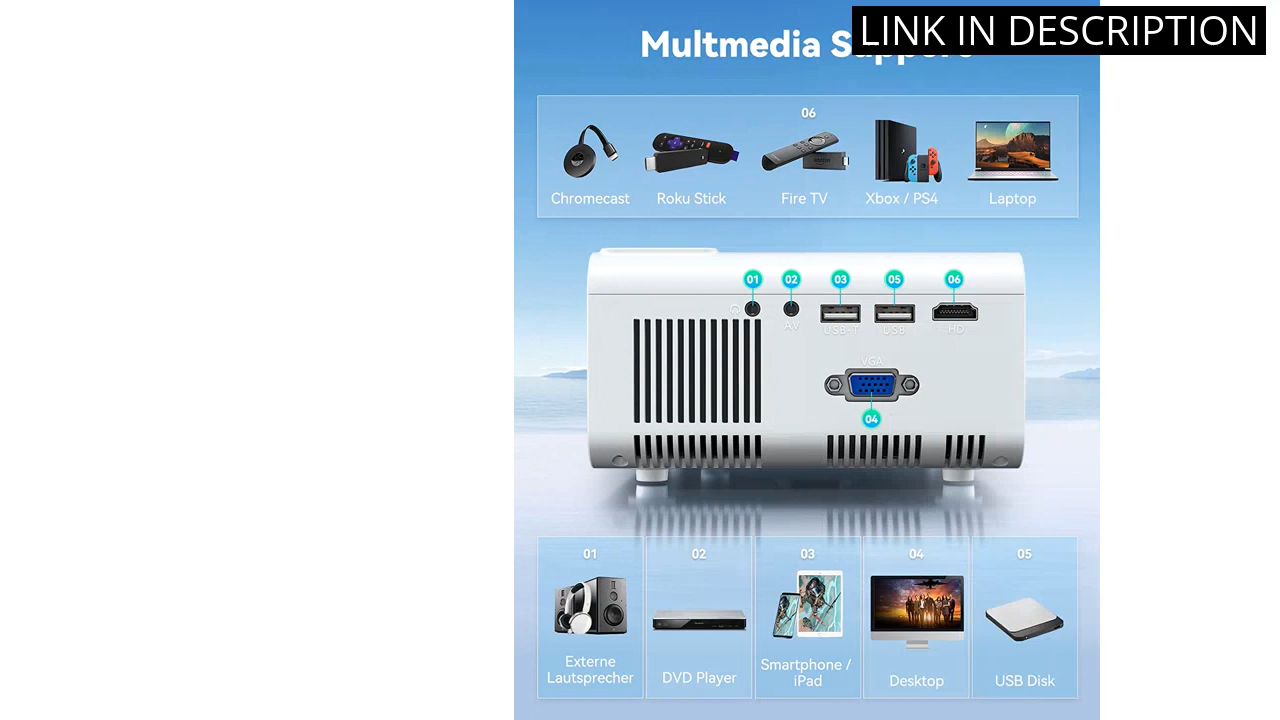 LINK IN DESCRIPTION
Multmedia
06
Chromecast Roku Stick Fire TV Xbox / PS4 Laptop
01 02 03 05 06
AV USB-T USB HD
VGA
04
01 02 03 04 05
Externe
Lautsprecher
DVD Player
Smartphone /
iPad
Desktop
USB Disk